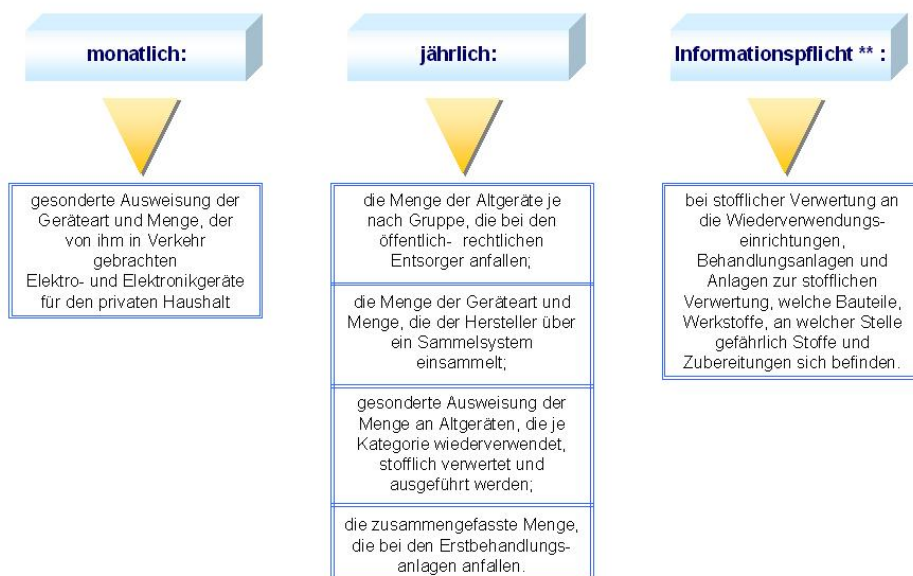 monatlich:
gesonderte Ausweisung der
Geräteart und Menge, der
von ihm in Verkehr
gebrachten
Elektro- und Elektronikgeräte
für den privaten Haushalt
jährlich:
die Menge der Altgeräte je
nach Gruppe, die bei den
öffentlich- rechtlichen
Entsorger anfallen;
die Menge der Geräteart und
Menge, die der Hersteller über
ein Sammelsystem
einsammelt;
gesonderte Ausweisung der
Menge an Altgeräten, die je
Kategorie wiederverwendet,
stofflich verwertet und
ausgeführt werden;
die zusammengefasste Menge,
die bei den Erstbehandlungs-
anlagen anfallen.
Informationspflicht ** :
bei stofflicher Verwertung an
die Wiederverwendungs-
einrichtungen,
Behandlungsanlagen und
Anlagen zur stofflichen
Verwertung, welche Bauteile,
Werkstoffe, an welcher Stelle
gefährlich Stoffe und
Zubereitungen sich befinden.